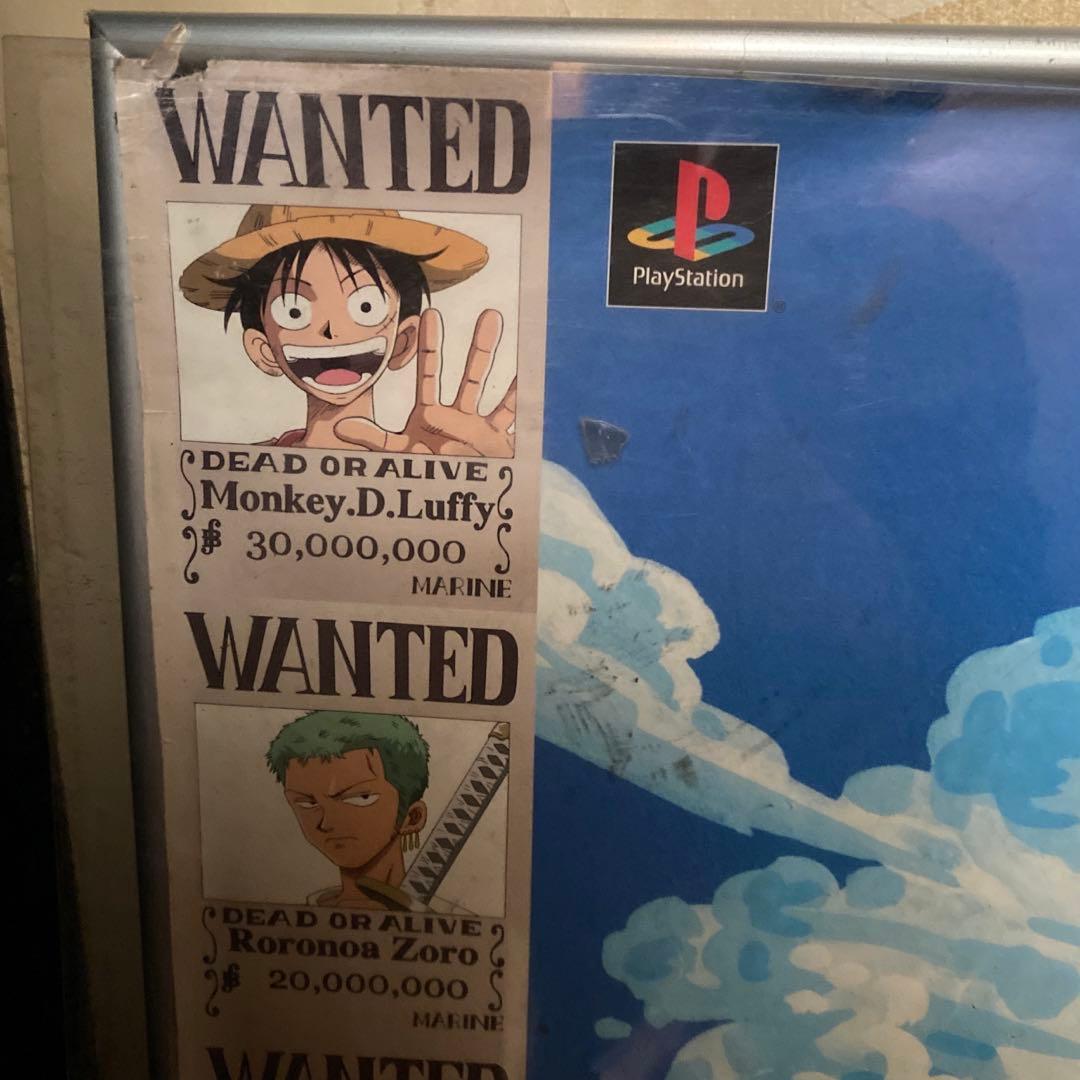 WANTED
DEAD OR ALIVE
Monkey.D.Luffy
30,000,000
MARINE
WANTED
DEAD OR ALIVE
Roronoa Zoro
20,000,000
MARINE
WANTED
PlayStation
®